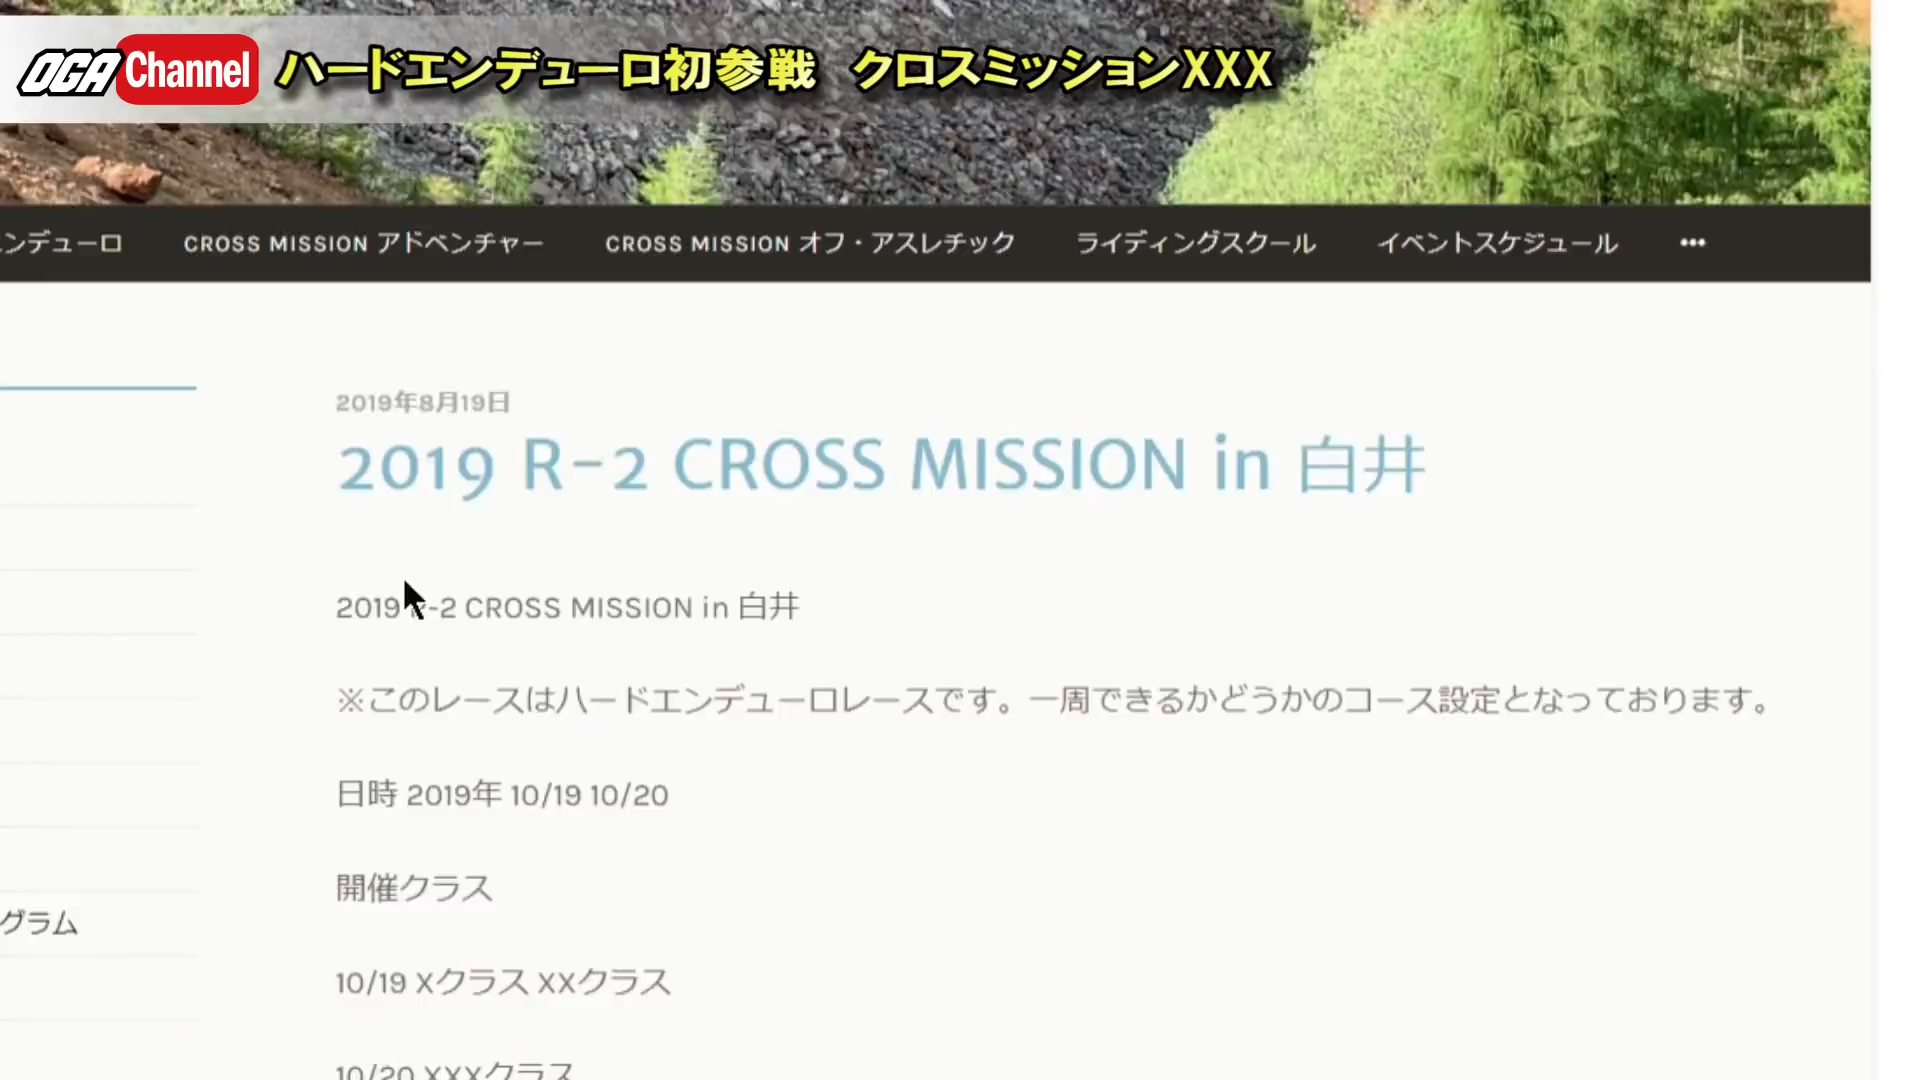 OGA Channel ハードエンデューロ初参戦 クロスミッションXXX
ンデューロ CROSS MISSION アドベンチャー CROSS MISSION オフ・アスレチック ライディングスクール イベントスケジュール •••
2019年8月19日
2019 R-2 CROSS MISSION in 白井
2019 R-2 CROSS MISSION in 白井
※このレースはハードエンデューロレースです。一周できるかどうかのコース設定となっております。
日時 2019年 10/19 10/20
開催クラス
グラム
10/19 Xクラス XXクラス
10/20 XXXクラス